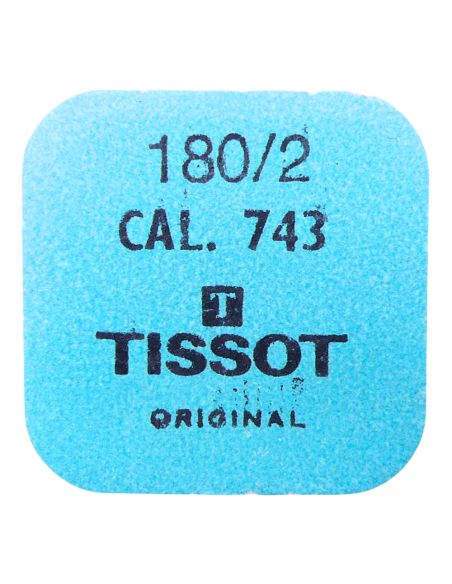 180/2
CAL. 743
T
TISSOT
ORIGINAL